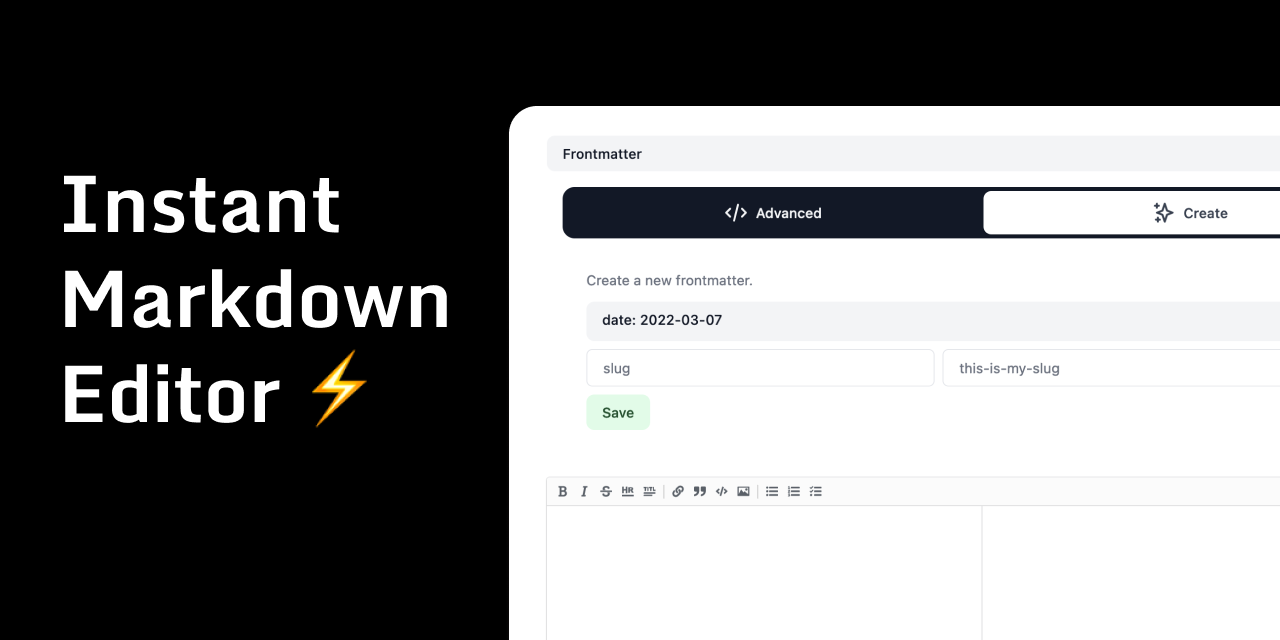 Instant
Markdown
Editor ⚡
Frontmatter
</> Advanced
Create
Create a new frontmatter.
date: 2022-03-07
slug
this-is-my-slug
Save
B I S HR TITL </>